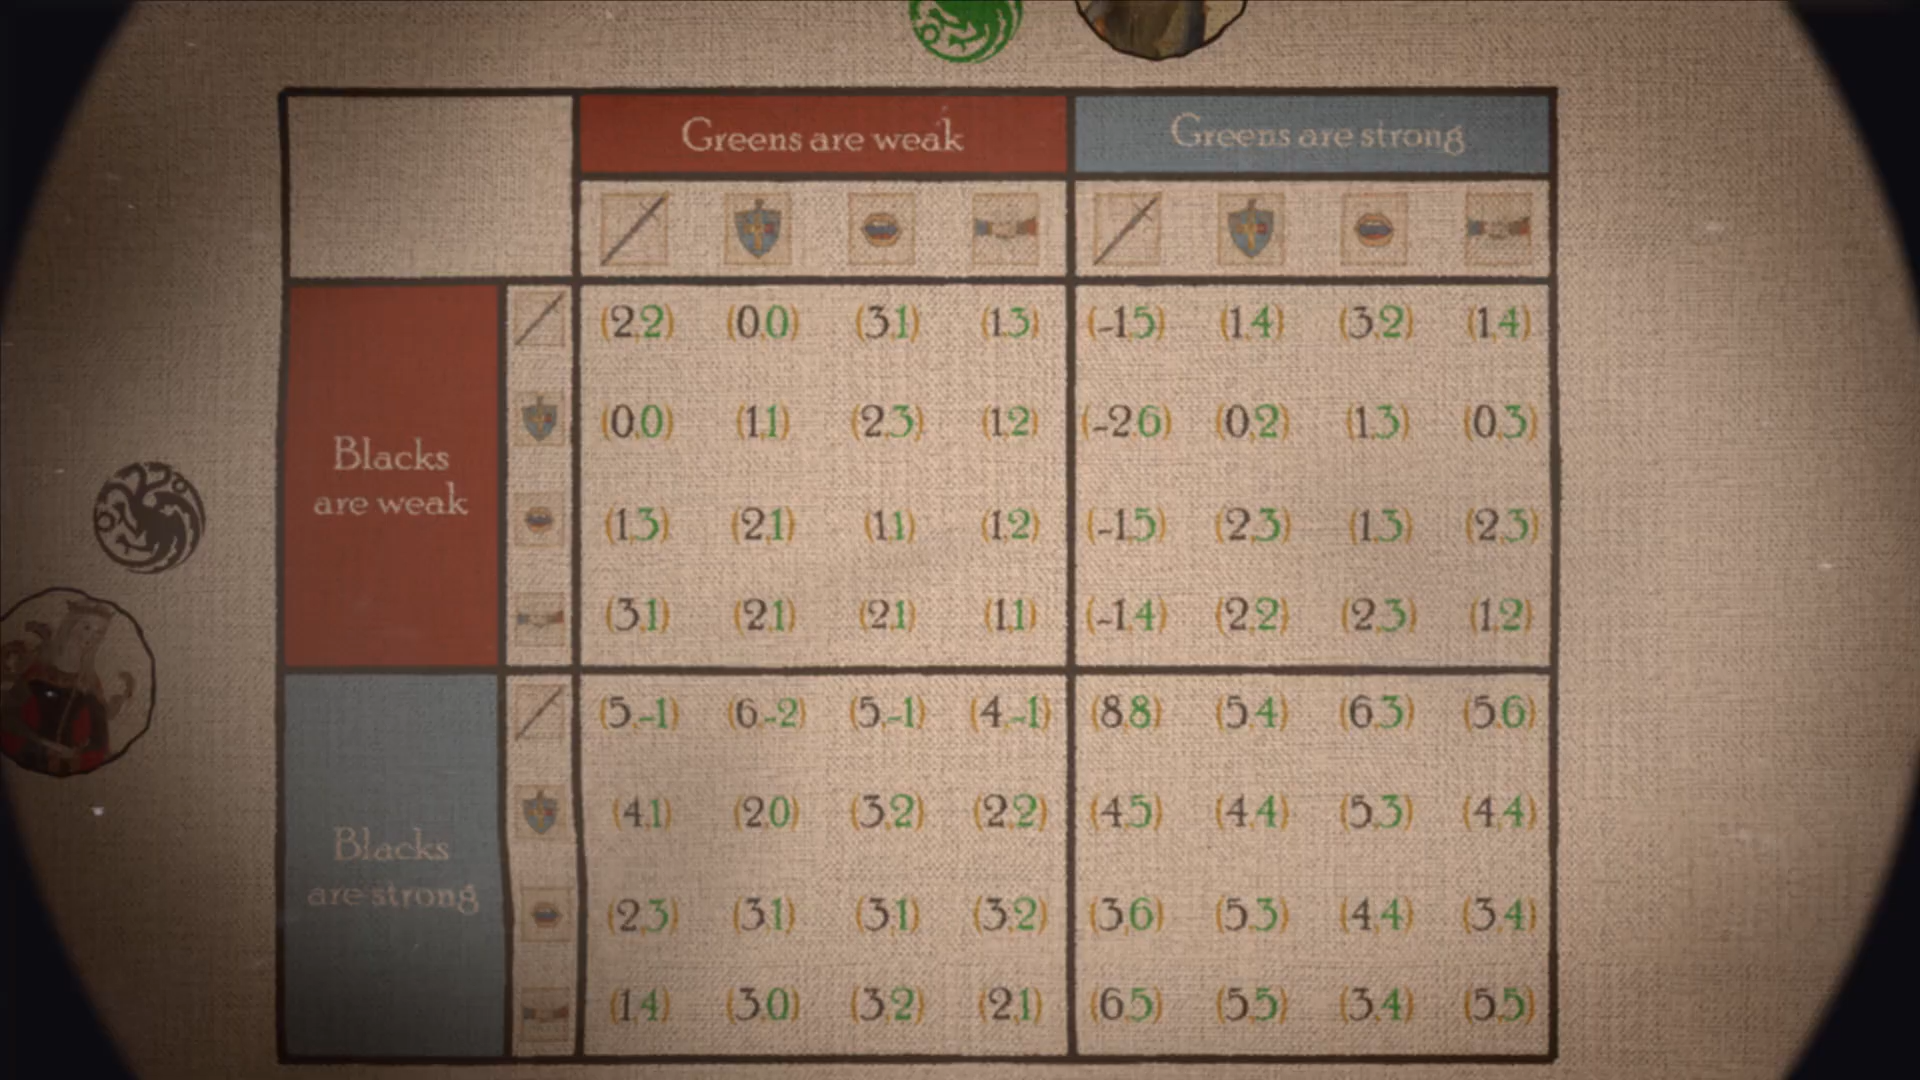 Greens are weak
Greens are strong
(2,2) (0,0) (3,1) (1,3) (-1,5) (1,4) (3,2) (1,4)
(0,0) (1,1) (2,3) (1,2) (-2,6) (0,2) (1,3) (0,3)
Blacks
are weak
(1,3) (2,1) (1,1) (1,2) (-1,5) (2,3) (1,3) (2,3)
(3,1) (2,1) (2,1) (1,1) (-1,4) (2,2) (2,3) (1,2)
(5,-1) (6,-2) (5,-1) (4,-1) (8,8) (5,4) (6,3) (5,6)
(4,1) (2,0) (3,2) (2,2) (4,5) (4,4) (5,3) (4,4)
Blacks
are strong
(2,3) (3,1) (3,1) (3,2) (3,6) (5,3) (4,4) (3,4)
(1,4) (3,0) (3,2) (2,1) (6,5) (5,5) (3,4) (5,5)